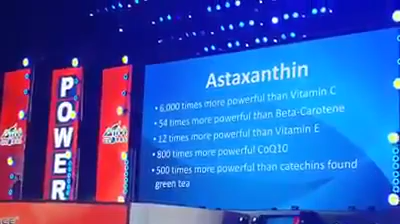 POWER
Astaxanthin
• 6,000 times more powerful than Vitamin C
• 54 times more powerful than Beta-Carotene
• 12 times more powerful than Vitamin E
• 800 times more powerful CoQ10
• 500 times more powerful than catechins found
green tea